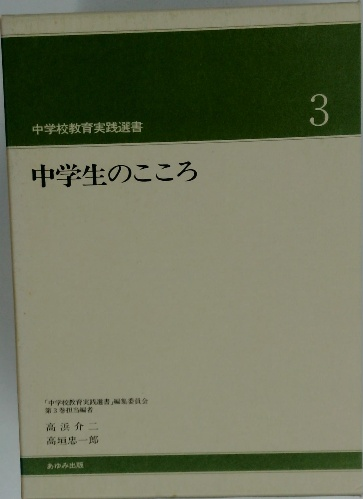 3
中学校教育実践選書
中学生のこころ
「中学校教育実践選書」編集委員会
第3巻担当編者
高浜介二
高垣忠一郎
あゆみ出版